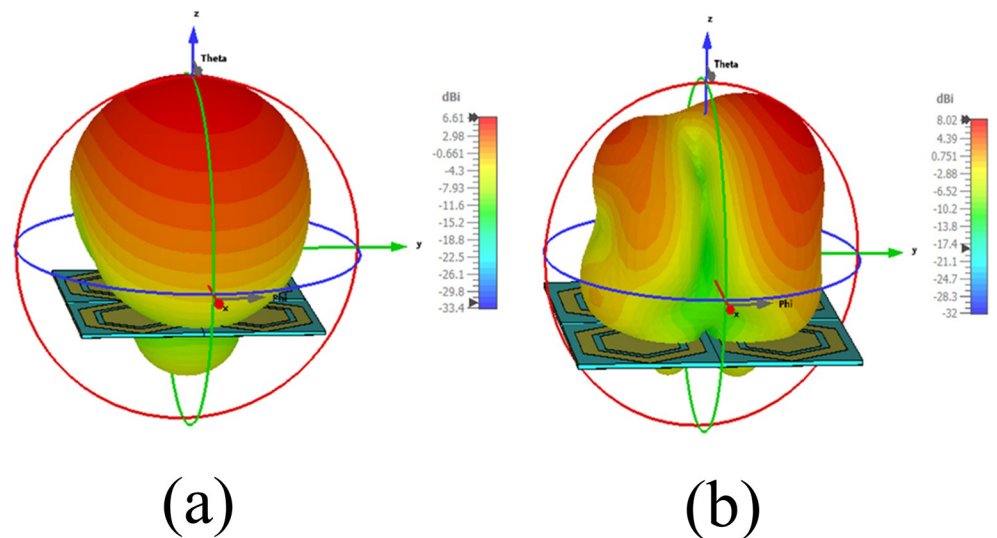 z
Theta
y
Phi
x
dBi
6.61
2.98
-0.661
-4.3
-7.93
-11.6
-15.2
-18.8
-22.5
-26.1
-29.8
-33.4
(a)
z
Theta
y
Phi
x
dBi
8.02
4.39
0.751
-2.88
-6.52
-10.2
-13.8
-17.4
-21.1
-24.7
-28.3
-32
(b)